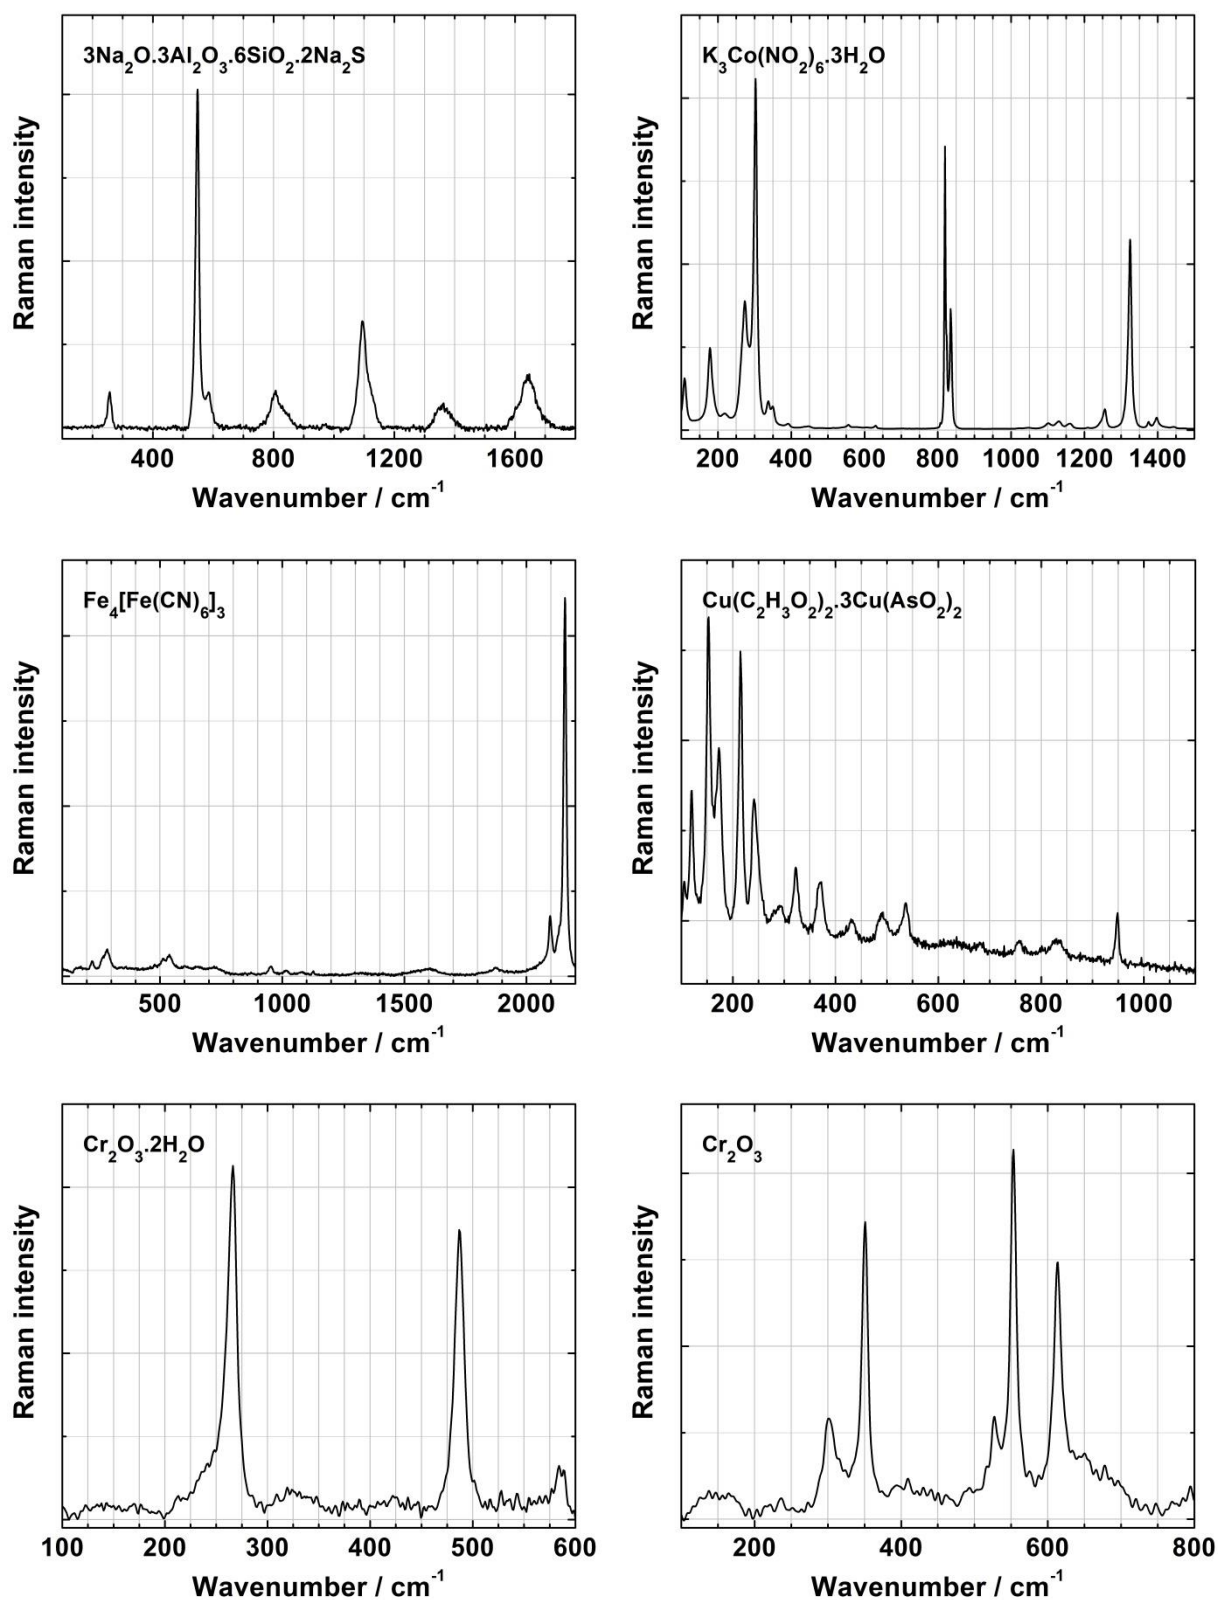 3Na₂O.3Al₂O₃.6SiO₂.2Na₂S
Raman intensity
400 800 1200 1600
Wavenumber / cm⁻¹
K₃Co(NO₂)₆.3H₂O
Raman intensity
200 400 600 800 1000 1200 1400
Wavenumber / cm⁻¹
Fe₄[Fe(CN)₆]₃
Raman intensity
500 1000 1500 2000
Wavenumber / cm⁻¹
Cu(C₂H₃O₂)₂.3Cu(AsO₂)₂
Raman intensity
200 400 600 800 1000
Wavenumber / cm⁻¹
Cr₂O₃.2H₂O
Raman intensity
100 200 300 400 500 600
Wavenumber / cm⁻¹
Cr₂O₃
Raman intensity
200 400 600 800
Wavenumber / cm⁻¹